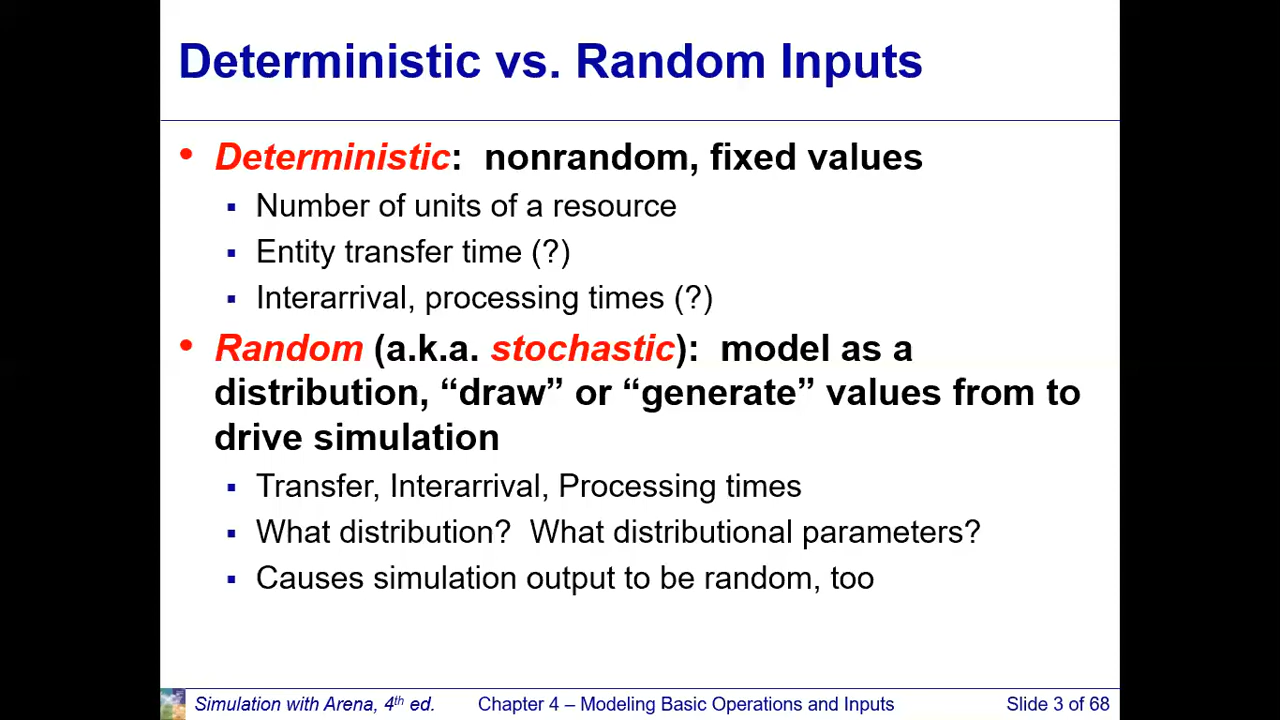 Deterministic vs. Random Inputs
• Deterministic:  nonrandom, fixed values
▪ Number of units of a resource
▪ Entity transfer time (?)
▪ Interarrival, processing times (?)
• Random (a.k.a. stochastic):  model as a
distribution, “draw” or “generate” values from to
drive simulation
▪ Transfer, Interarrival, Processing times
▪ What distribution?  What distributional parameters?
▪ Causes simulation output to be random, too
Simulation with Arena, 4th ed.  Chapter 4 – Modeling Basic Operations and Inputs  Slide 3 of 68